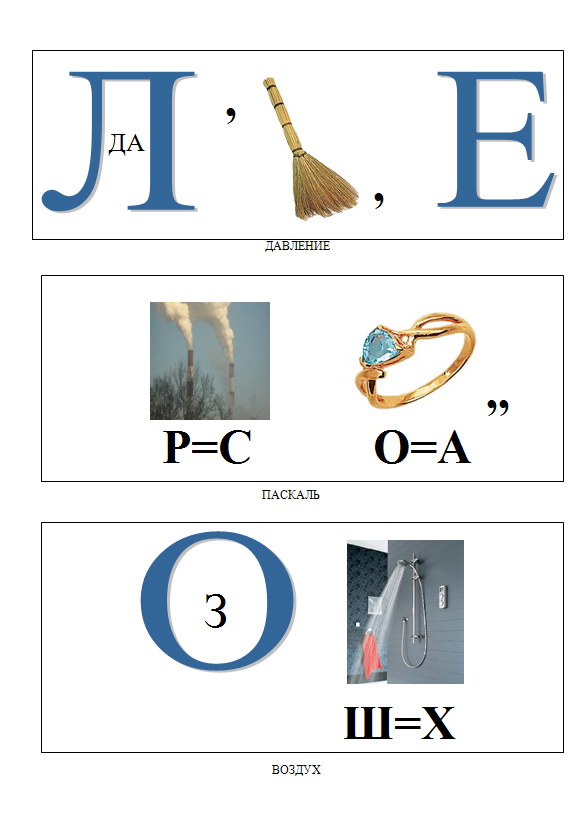 Л ДА , , Е
ДАВЛЕНИЕ
Р=С О=А ,,
ПАСКАЛЬ
О З
Ш=Х
ВОЗДУХ